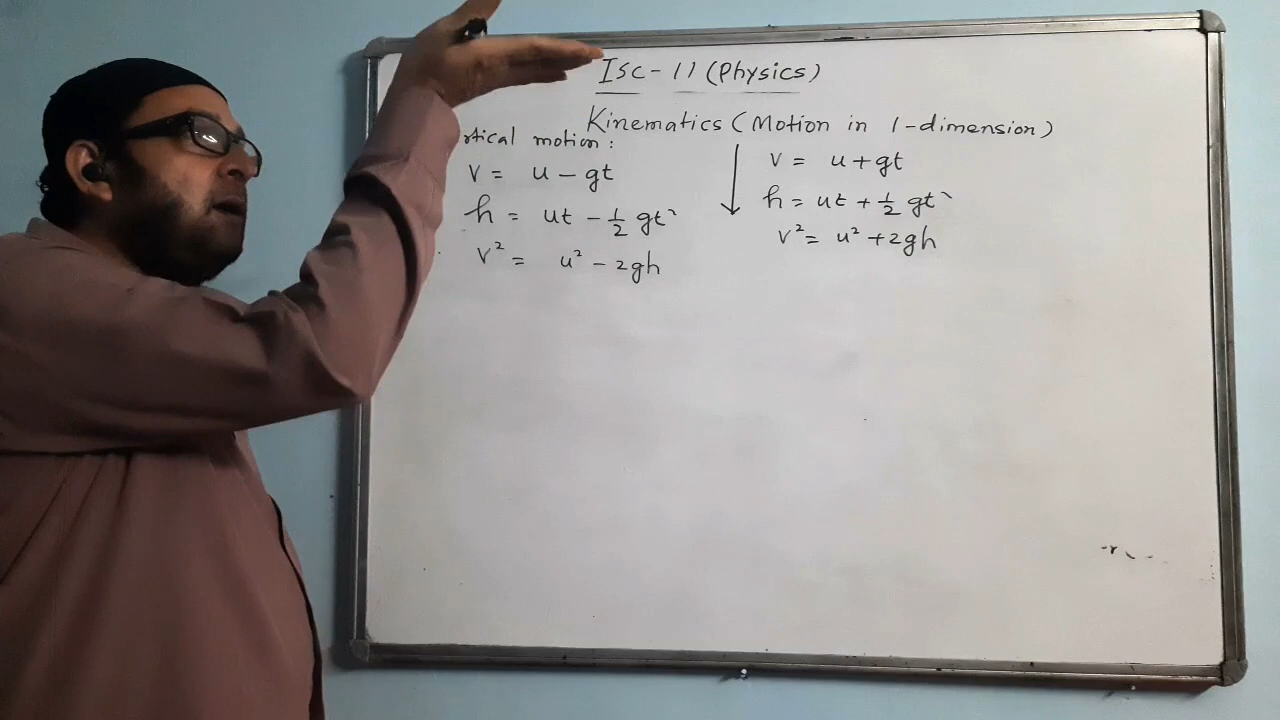 ISC - 11 (Physics)
Kinematics (Motion in 1-dimension)
rtical motion:
v = u - gt
h = ut - 1/2 gt²
v² = u² - 2gh
v = u + gt
h = ut + 1/2 gt²
v² = u² + 2gh